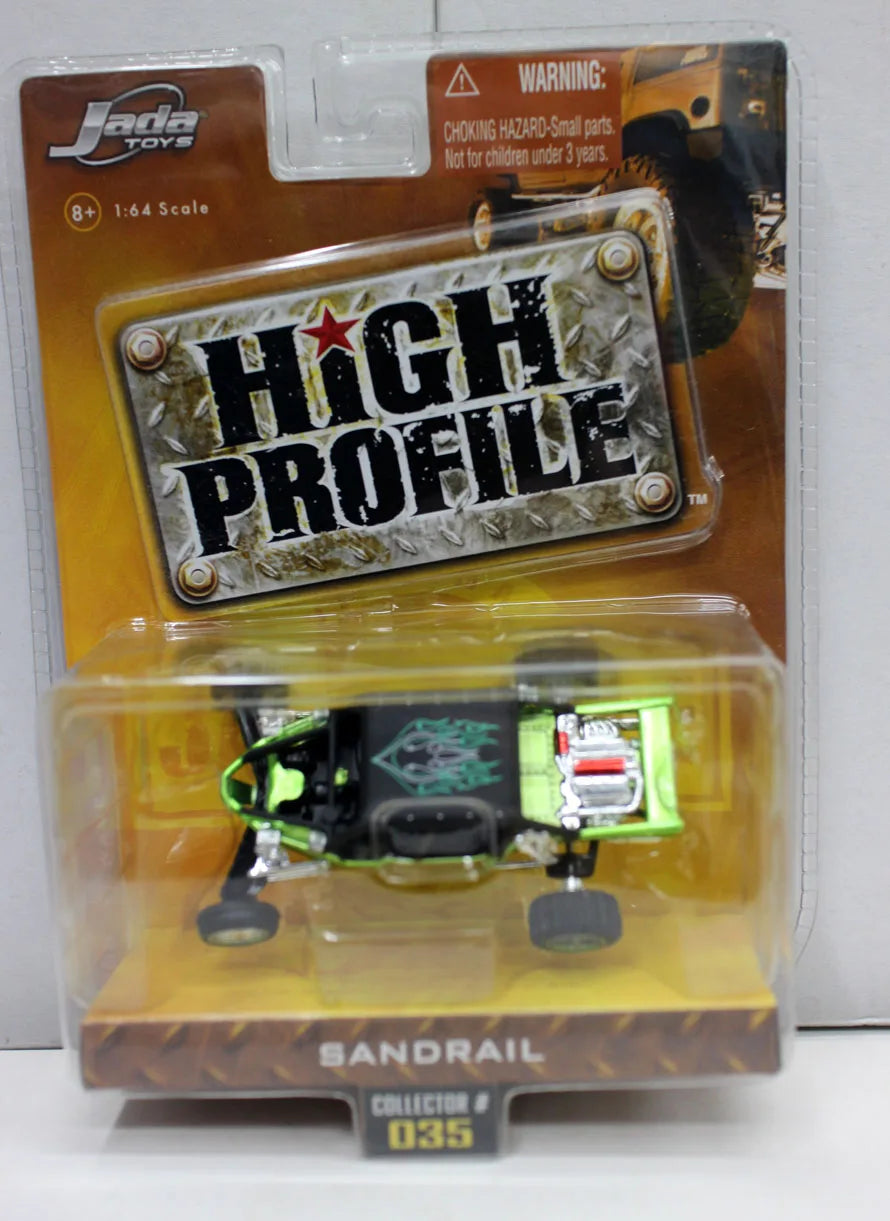 Jada
TOYS
WARNING:
CHOKING HAZARD-Small parts.
Not for children under 3 years.
8+ 1:64 Scale
HiGH
PROFILE
TM
SANDRAIL
COLLECTOR #
035